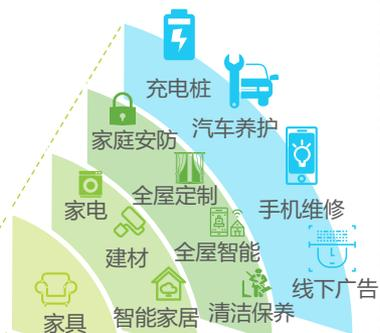 充电桩
汽车养护
家庭安防
全屋定制
家电
手机维修
全屋智能
建材
线下广告
清洁保养
智能家居
家具